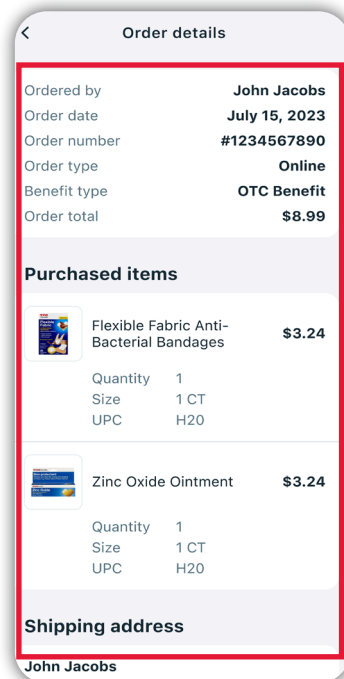 Order details
Ordered by John Jacobs
Order date July 15, 2023
Order number #1234567890
Order type Online
Benefit type OTC Benefit
Order total $8.99
Purchased items
Flexible Fabric Anti-
Bacterial Bandages
$3.24
Quantity 1
Size 1 CT
UPC H20
Zinc Oxide Ointment $3.24
Quantity 1
Size 1 CT
UPC H20
Shipping address
John Jacobs